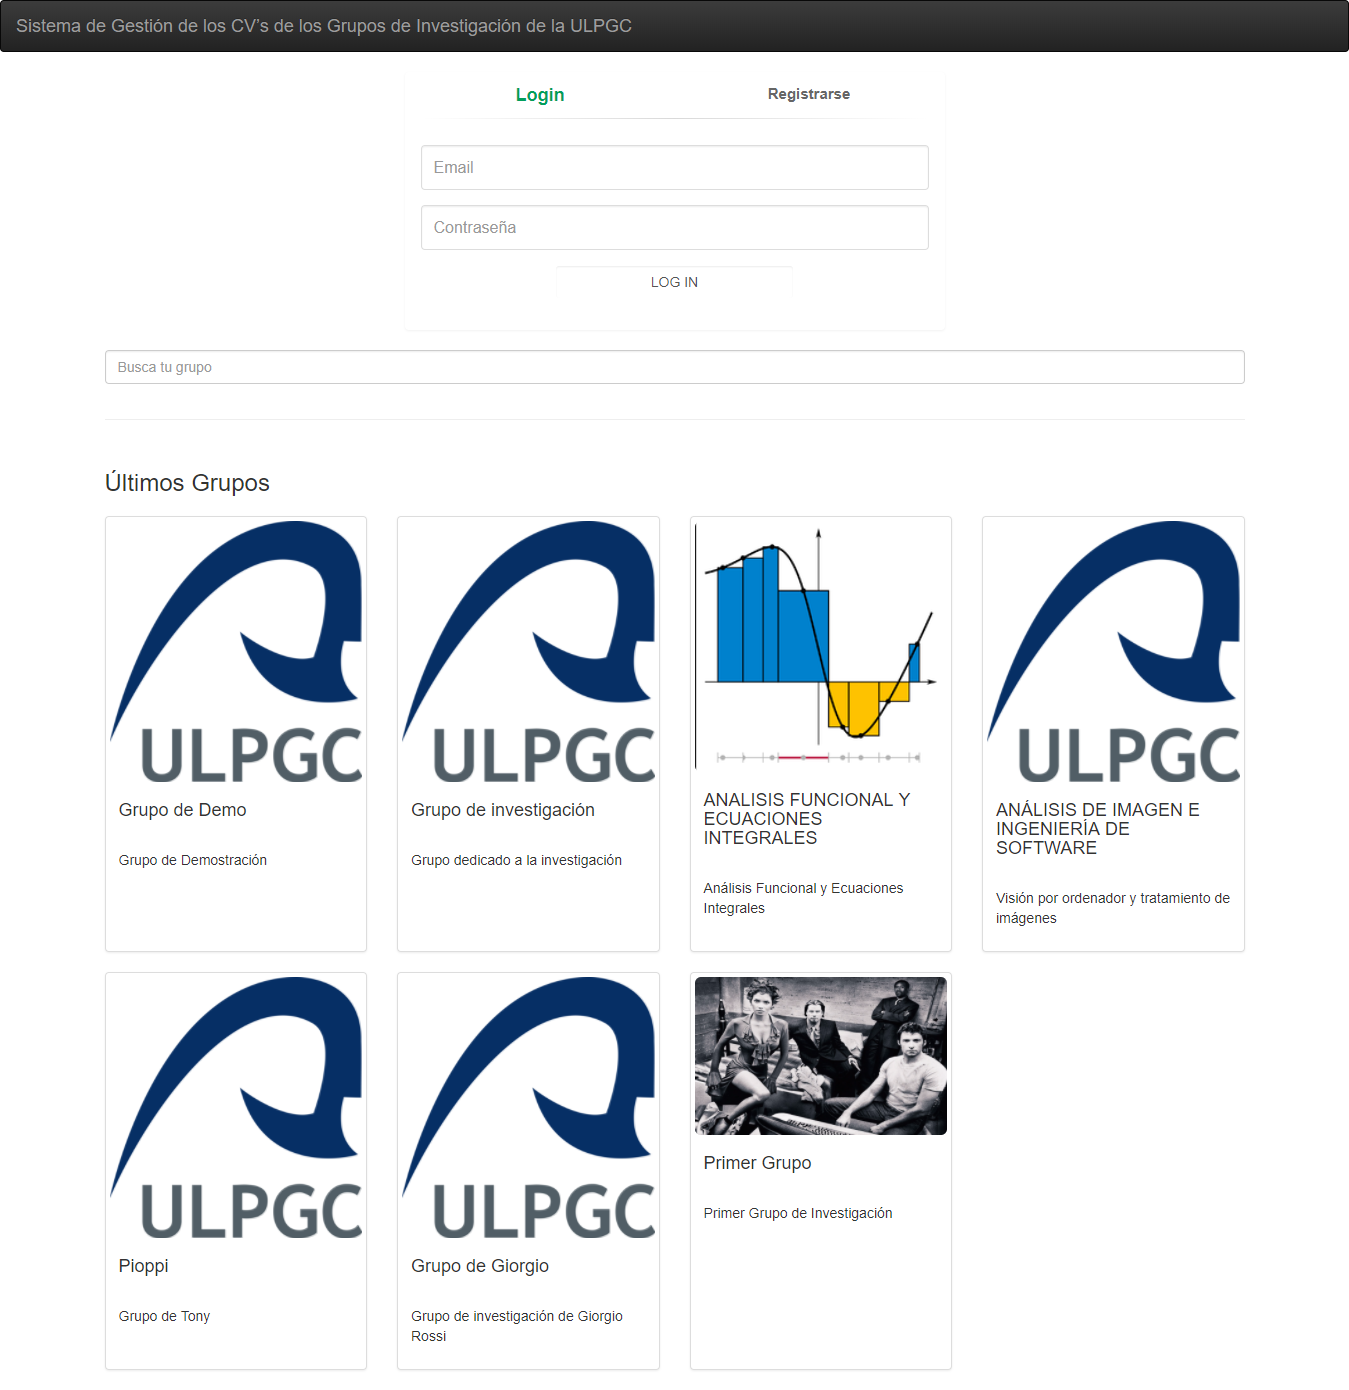 Sistema de Gestión de los CV's de los Grupos de Investigación de la ULPGC
Login
Registrarse
Email
Contraseña
LOG IN
Busca tu grupo
Últimos Grupos
ULPGC
Grupo de Demo
Grupo de Demostración
ULPGC
Grupo de investigación
Grupo dedicado a la investigación
ANALISIS FUNCIONAL Y
ECUACIONES
INTEGRALES
Análisis Funcional y Ecuaciones
Integrales
ULPGC
ANÁLISIS DE IMAGEN E
INGENIERÍA DE
SOFTWARE
Visión por ordenador y tratamiento de
imágenes
ULPGC
Pioppi
Grupo de Tony
ULPGC
Grupo de Giorgio
Grupo de investigación de Giorgio
Rossi
Primer Grupo
Primer Grupo de Investigación